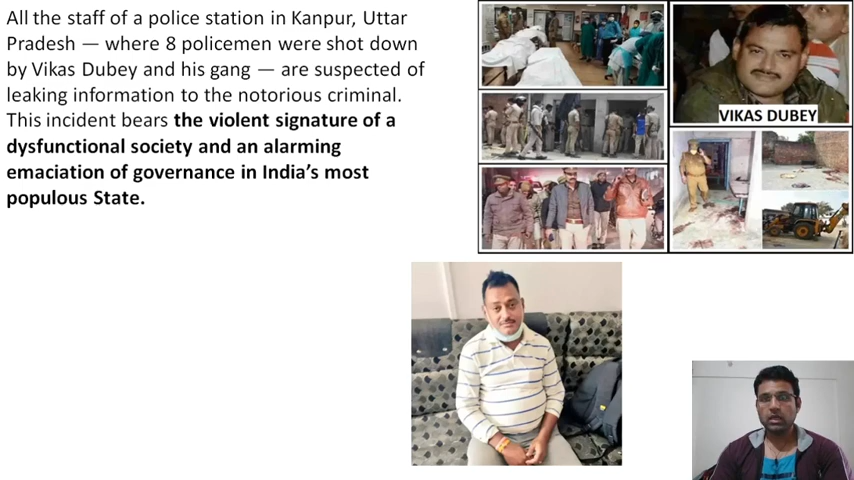 All the staff of a police station in Kanpur, Uttar
Pradesh — where 8 policemen were shot down
by Vikas Dubey and his gang — are suspected of
leaking information to the notorious criminal.
This incident bears the violent signature of a
dysfunctional society and an alarming
emaciation of governance in India’s most
populous State.
VIKAS DUBEY